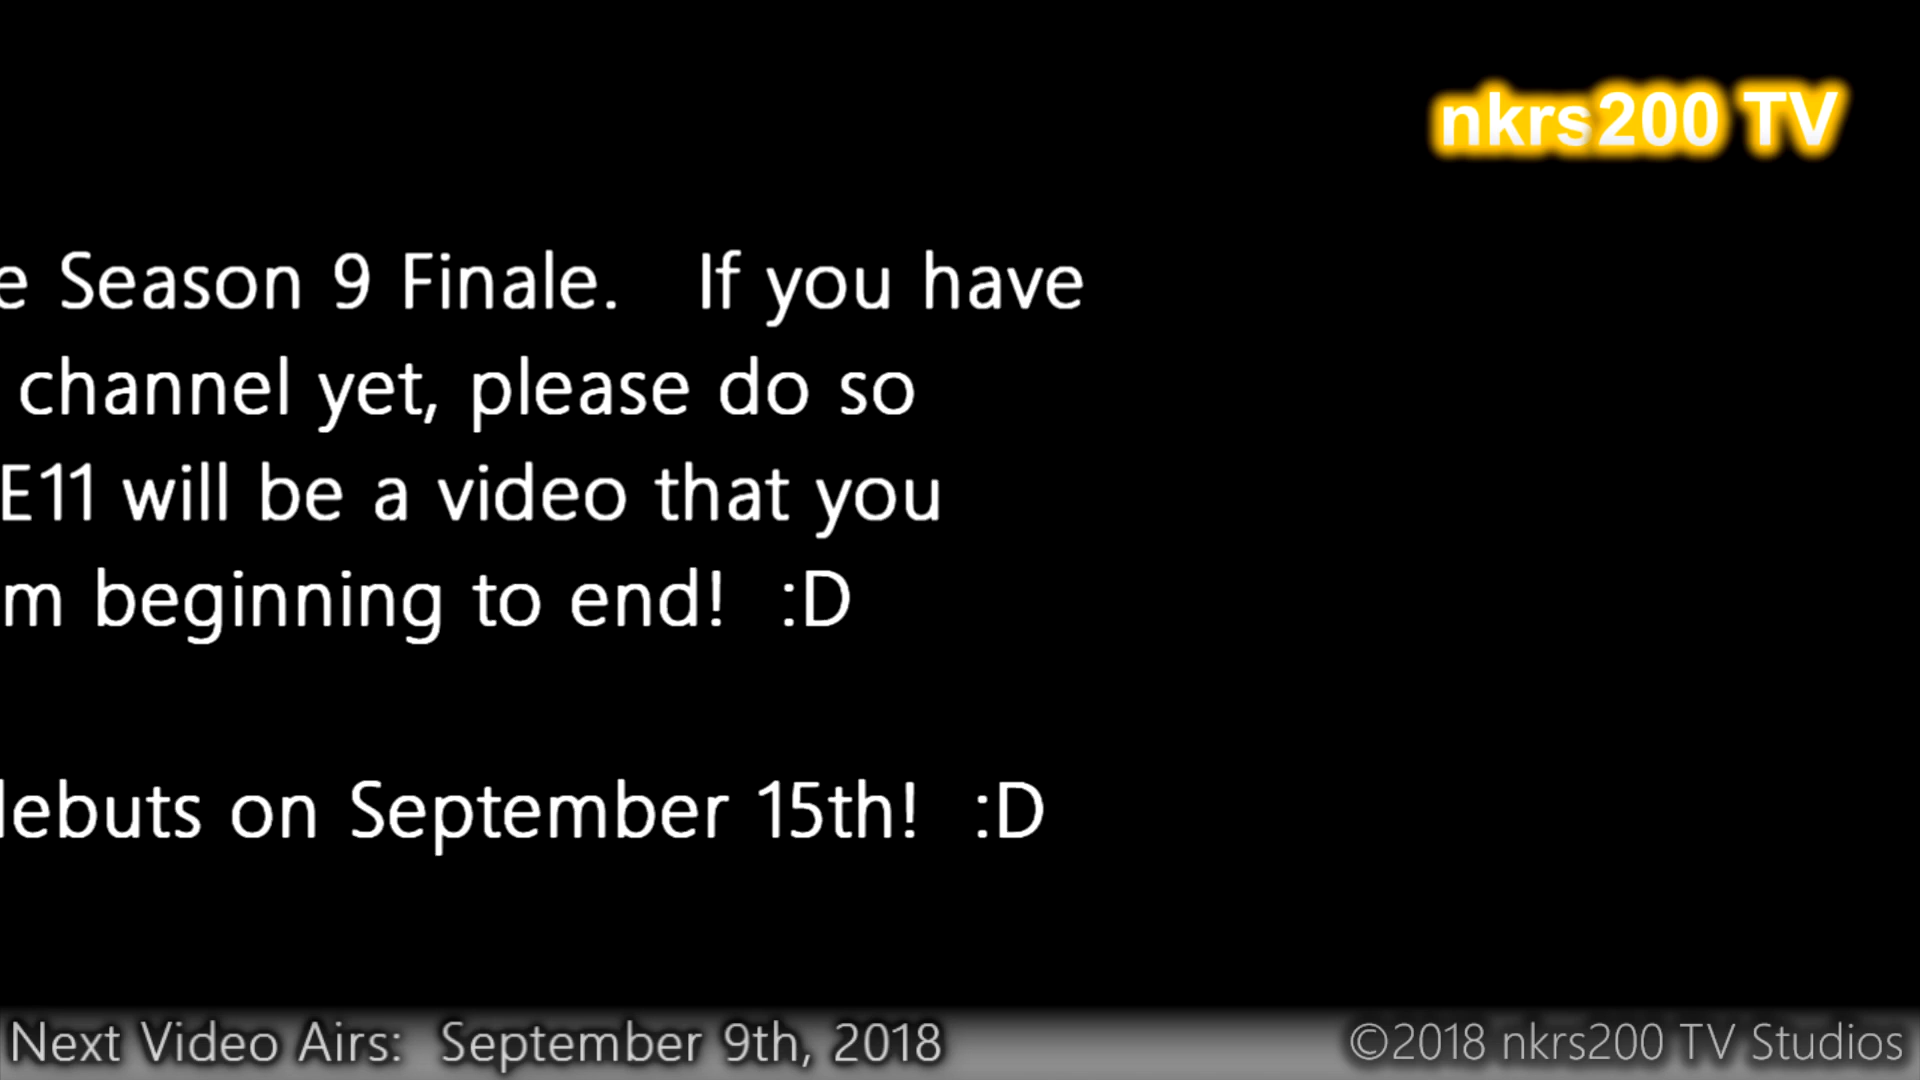 nkrs200 TV
e Season 9 Finale. If you have
channel yet, please do so
E11 will be a video that you
m beginning to end! :D
debuts on September 15th! :D
Next Video Airs: September 9th, 2018
©2018 nkrs200 TV Studios